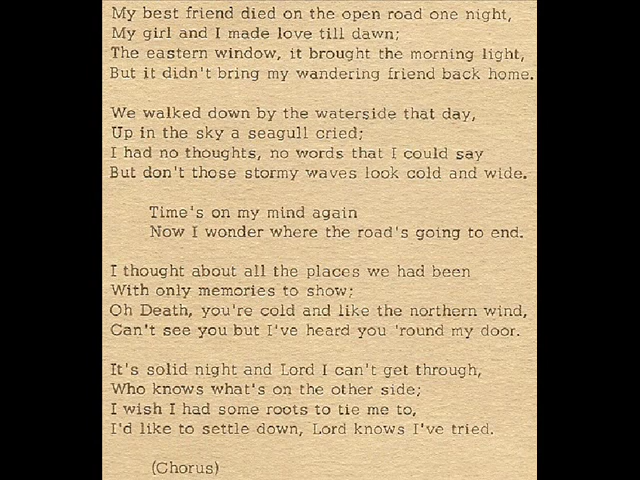 My best friend died on the open road one night,
My girl and I made love till dawn;
The eastern window, it brought the morning light,
But it didn't bring my wandering friend back home.
We walked down by the waterside that day,
Up in the sky a seagull cried;
I had no thoughts, no words that I could say
But don't those stormy waves look cold and wide.
Time's on my mind again
Now I wonder where the road's going to end.
I thought about all the places we had been
With only memories to show;
Oh Death, you're cold and like the northern wind,
Can't see you but I've heard you 'round my door.
It's solid night and Lord I can't get through,
Who knows what's on the other side;
I wish I had some roots to tie me to,
I'd like to settle down, Lord knows I've tried.
(Chorus)